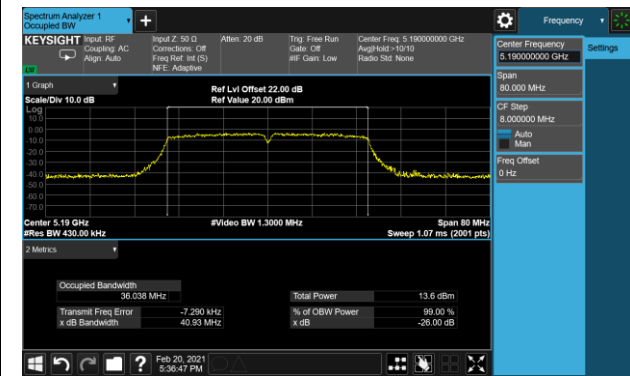 Spectrum Analyzer 1
Occupied BW
Frequency
KEYSIGHT
Input: RF
Coupling: AC
Align: Auto
Input Z: 50 Ω
Corrections: Off
Freq Ref: Int (S)
NFE: Adaptive
Atten: 20 dB
Trig: Free Run
Gate: Off
#IF Gain: Low
Center Freq: 5.190000000 GHz
Avg|Hold:>10/10
Radio Std: None
Center Frequency
5.190000000 GHz
Settings
Span
80.000 MHz
CF Step
8.000000 MHz
Auto
Man
Freq Offset
0 Hz
1 Graph
Scale/Div 10.0 dB
Ref Lvl Offset 22.00 dB
Ref Value 20.00 dBm
Log
10.0
0.00
-10.0
-20.0
-30.0
-40.0
-50.0
-60.0
-70.0
Center 5.19 GHz
#Video BW 1.3000 MHz
Span 80 MHz
#Res BW 430.00 kHz
Sweep 1.07 ms (2001 pts)
2 Metrics
Occupied Bandwidth
36.038 MHz
Total Power 13.6 dBm
Transmit Freq Error -7.290 kHz
% of OBW Power 99.00 %
x dB Bandwidth 40.93 MHz
x dB -26.00 dB
Feb 20, 2021
5:36:47 PM